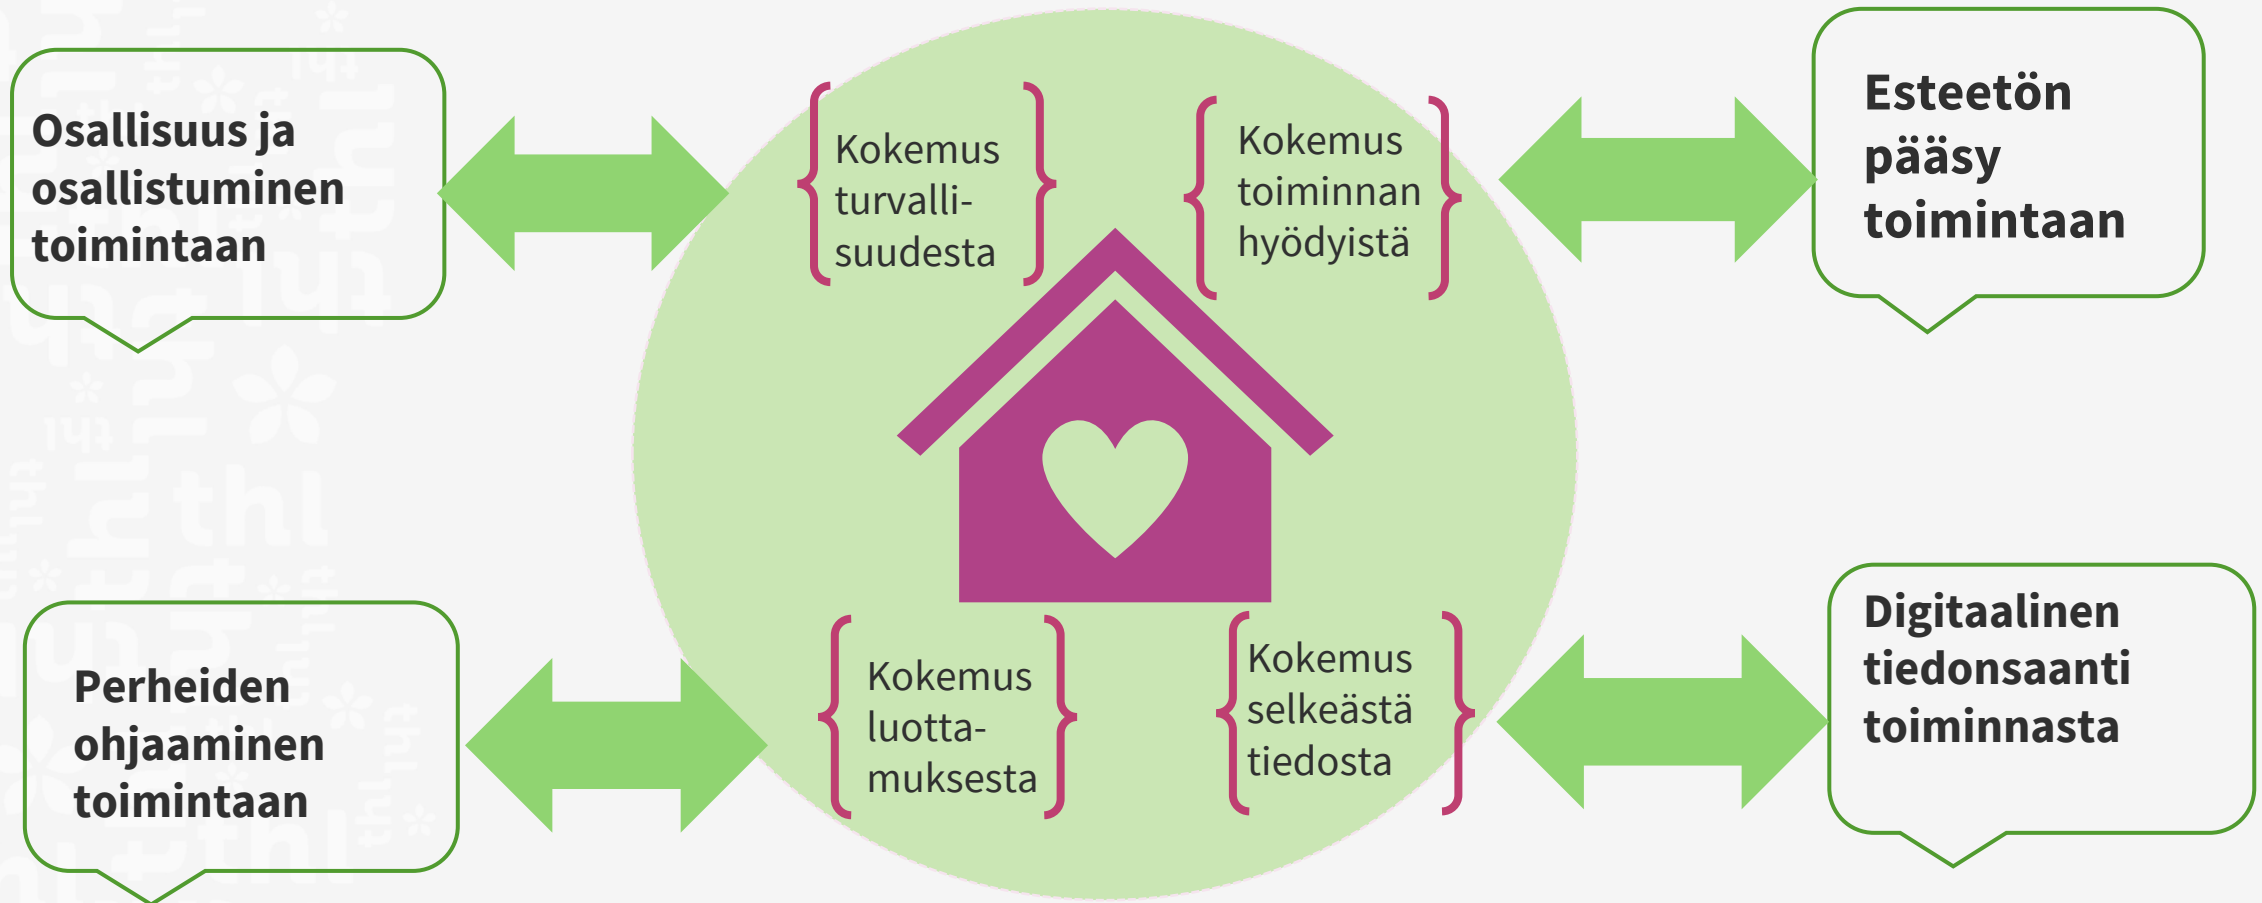 Osallisuus ja
osallistuminen
toimintaan
Kokemus
turvalli-
suudesta
Kokemus
toiminnan
hyödyistä
Esteetön
pääsy
toimintaan
Perheiden
ohjaaminen
toimintaan
Kokemus
luotta-
muksesta
Kokemus
selkeästä
tiedosta
Digitaalinen
tiedonsaanti
toiminnasta
thl